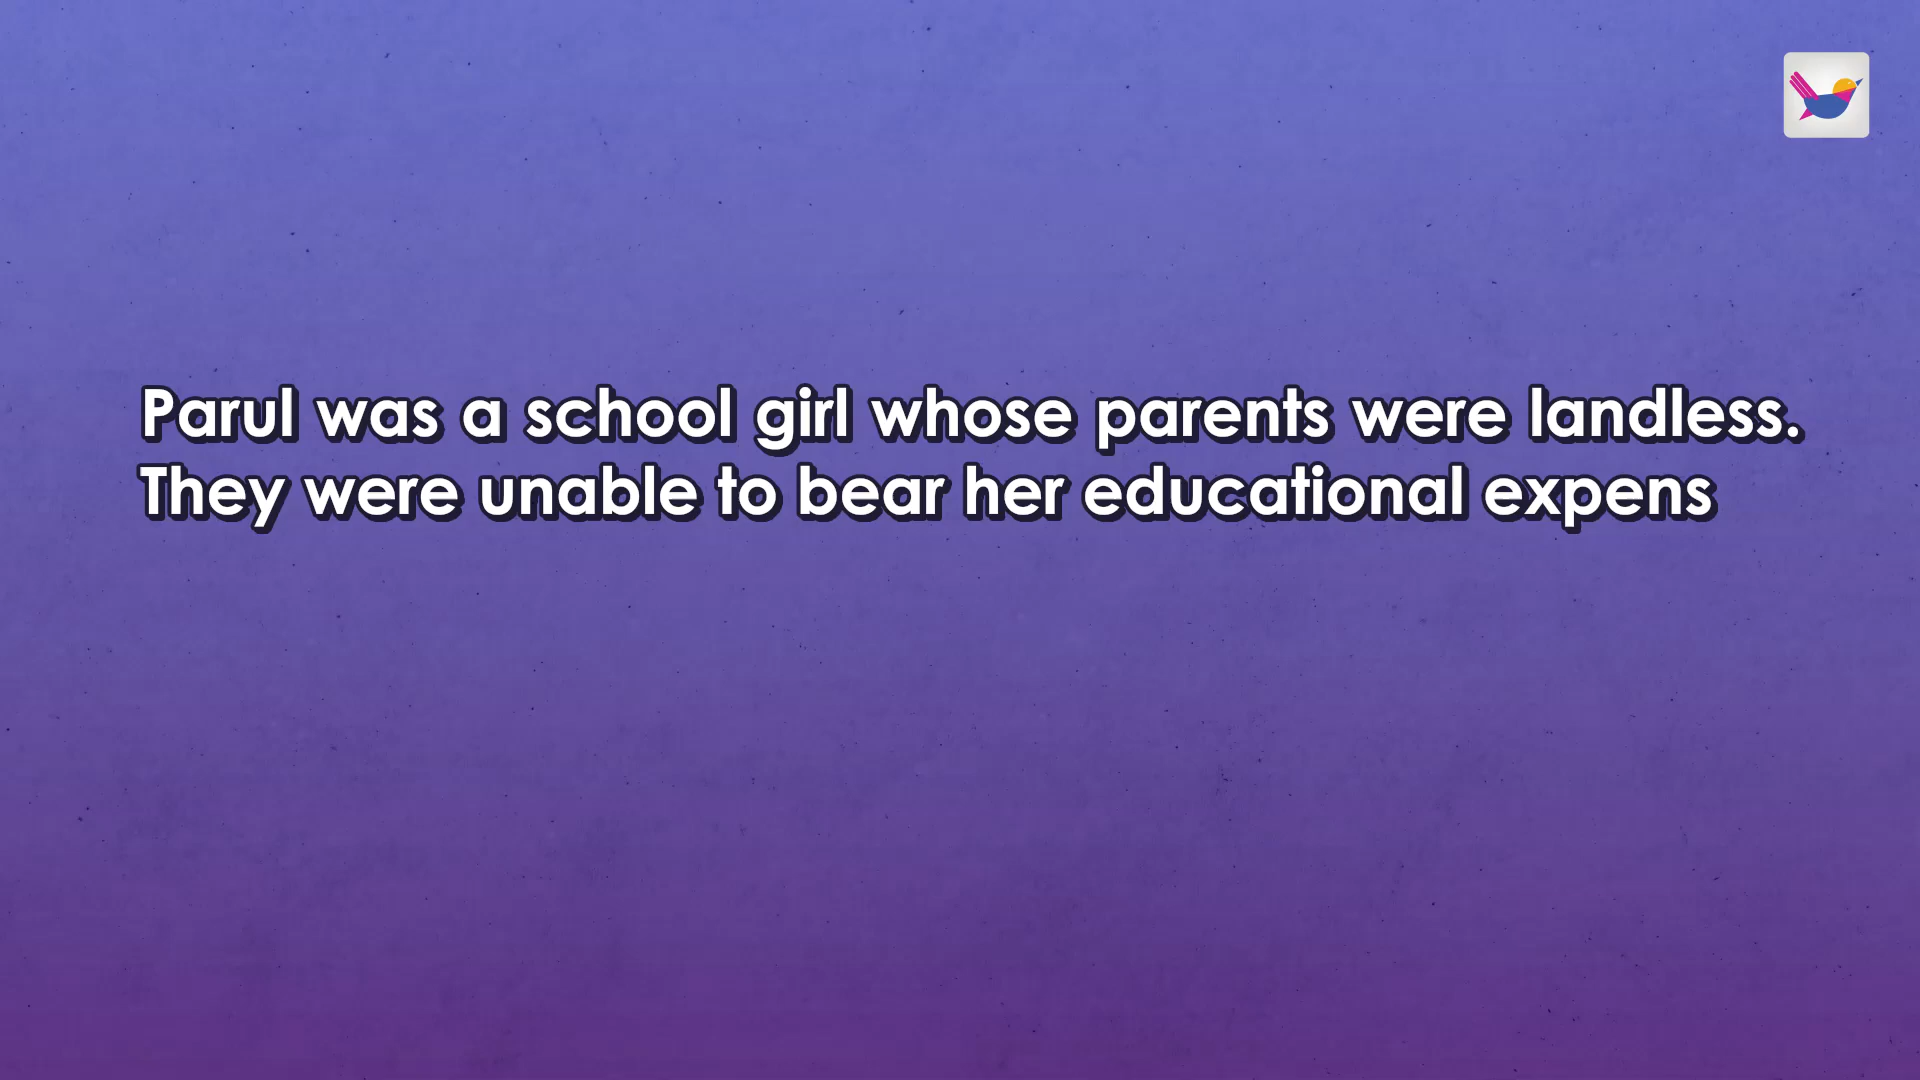 Parul was a school girl whose parents were landless.
They were unable to bear her educational expens